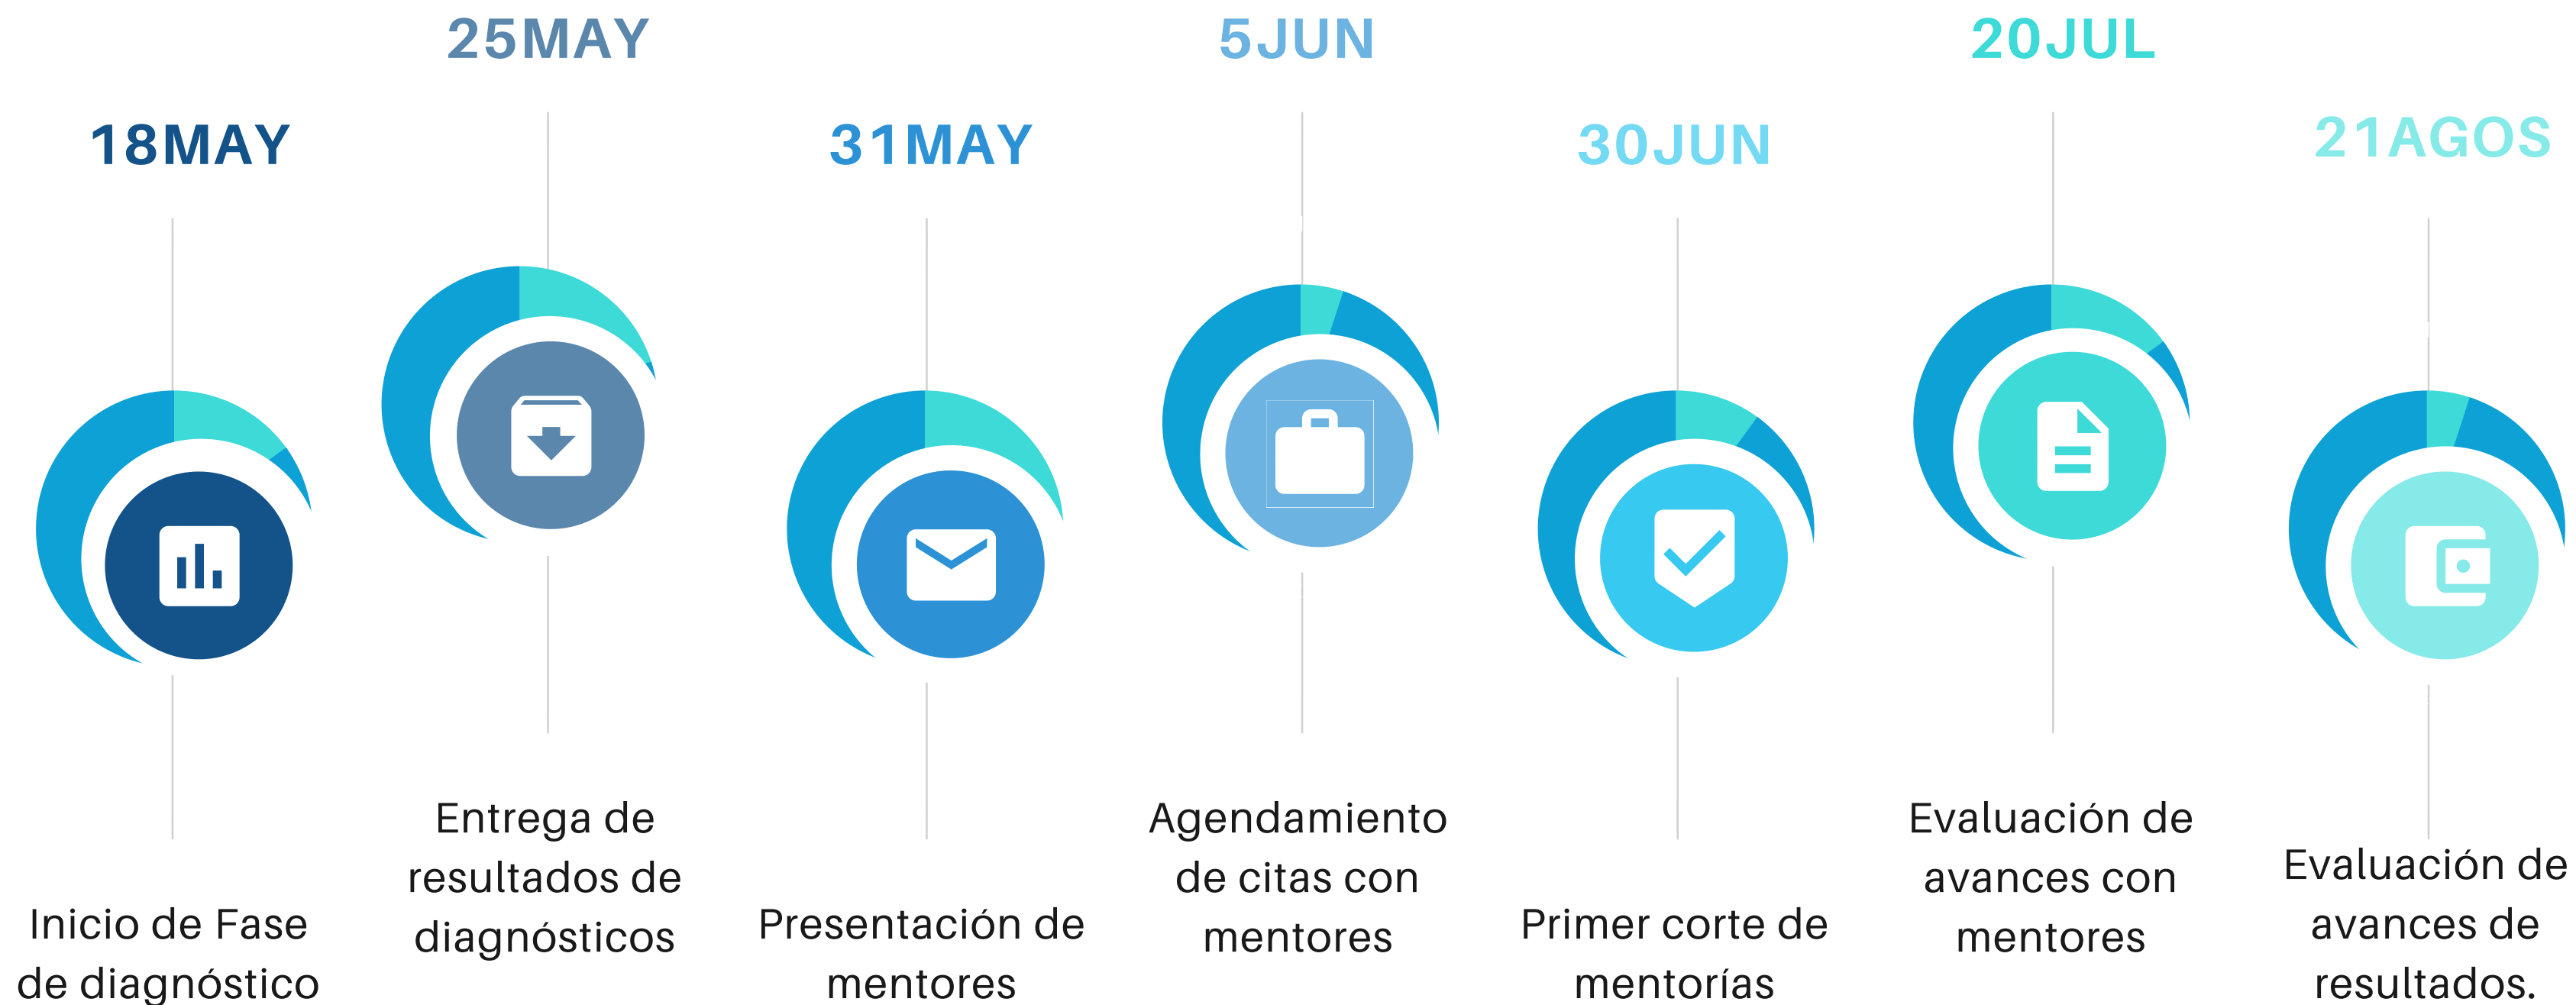 18MAY
Inicio de Fase
de diagnóstico
25MAY
Entrega de
resultados de
diagnósticos
31MAY
Presentación de
mentores
5JUN
Agendamiento
de citas con
mentores
30JUN
Primer corte de
mentorías
20JUL
Evaluación de
avances con
mentores
21AGOS
Evaluación de
avances de
resultados.